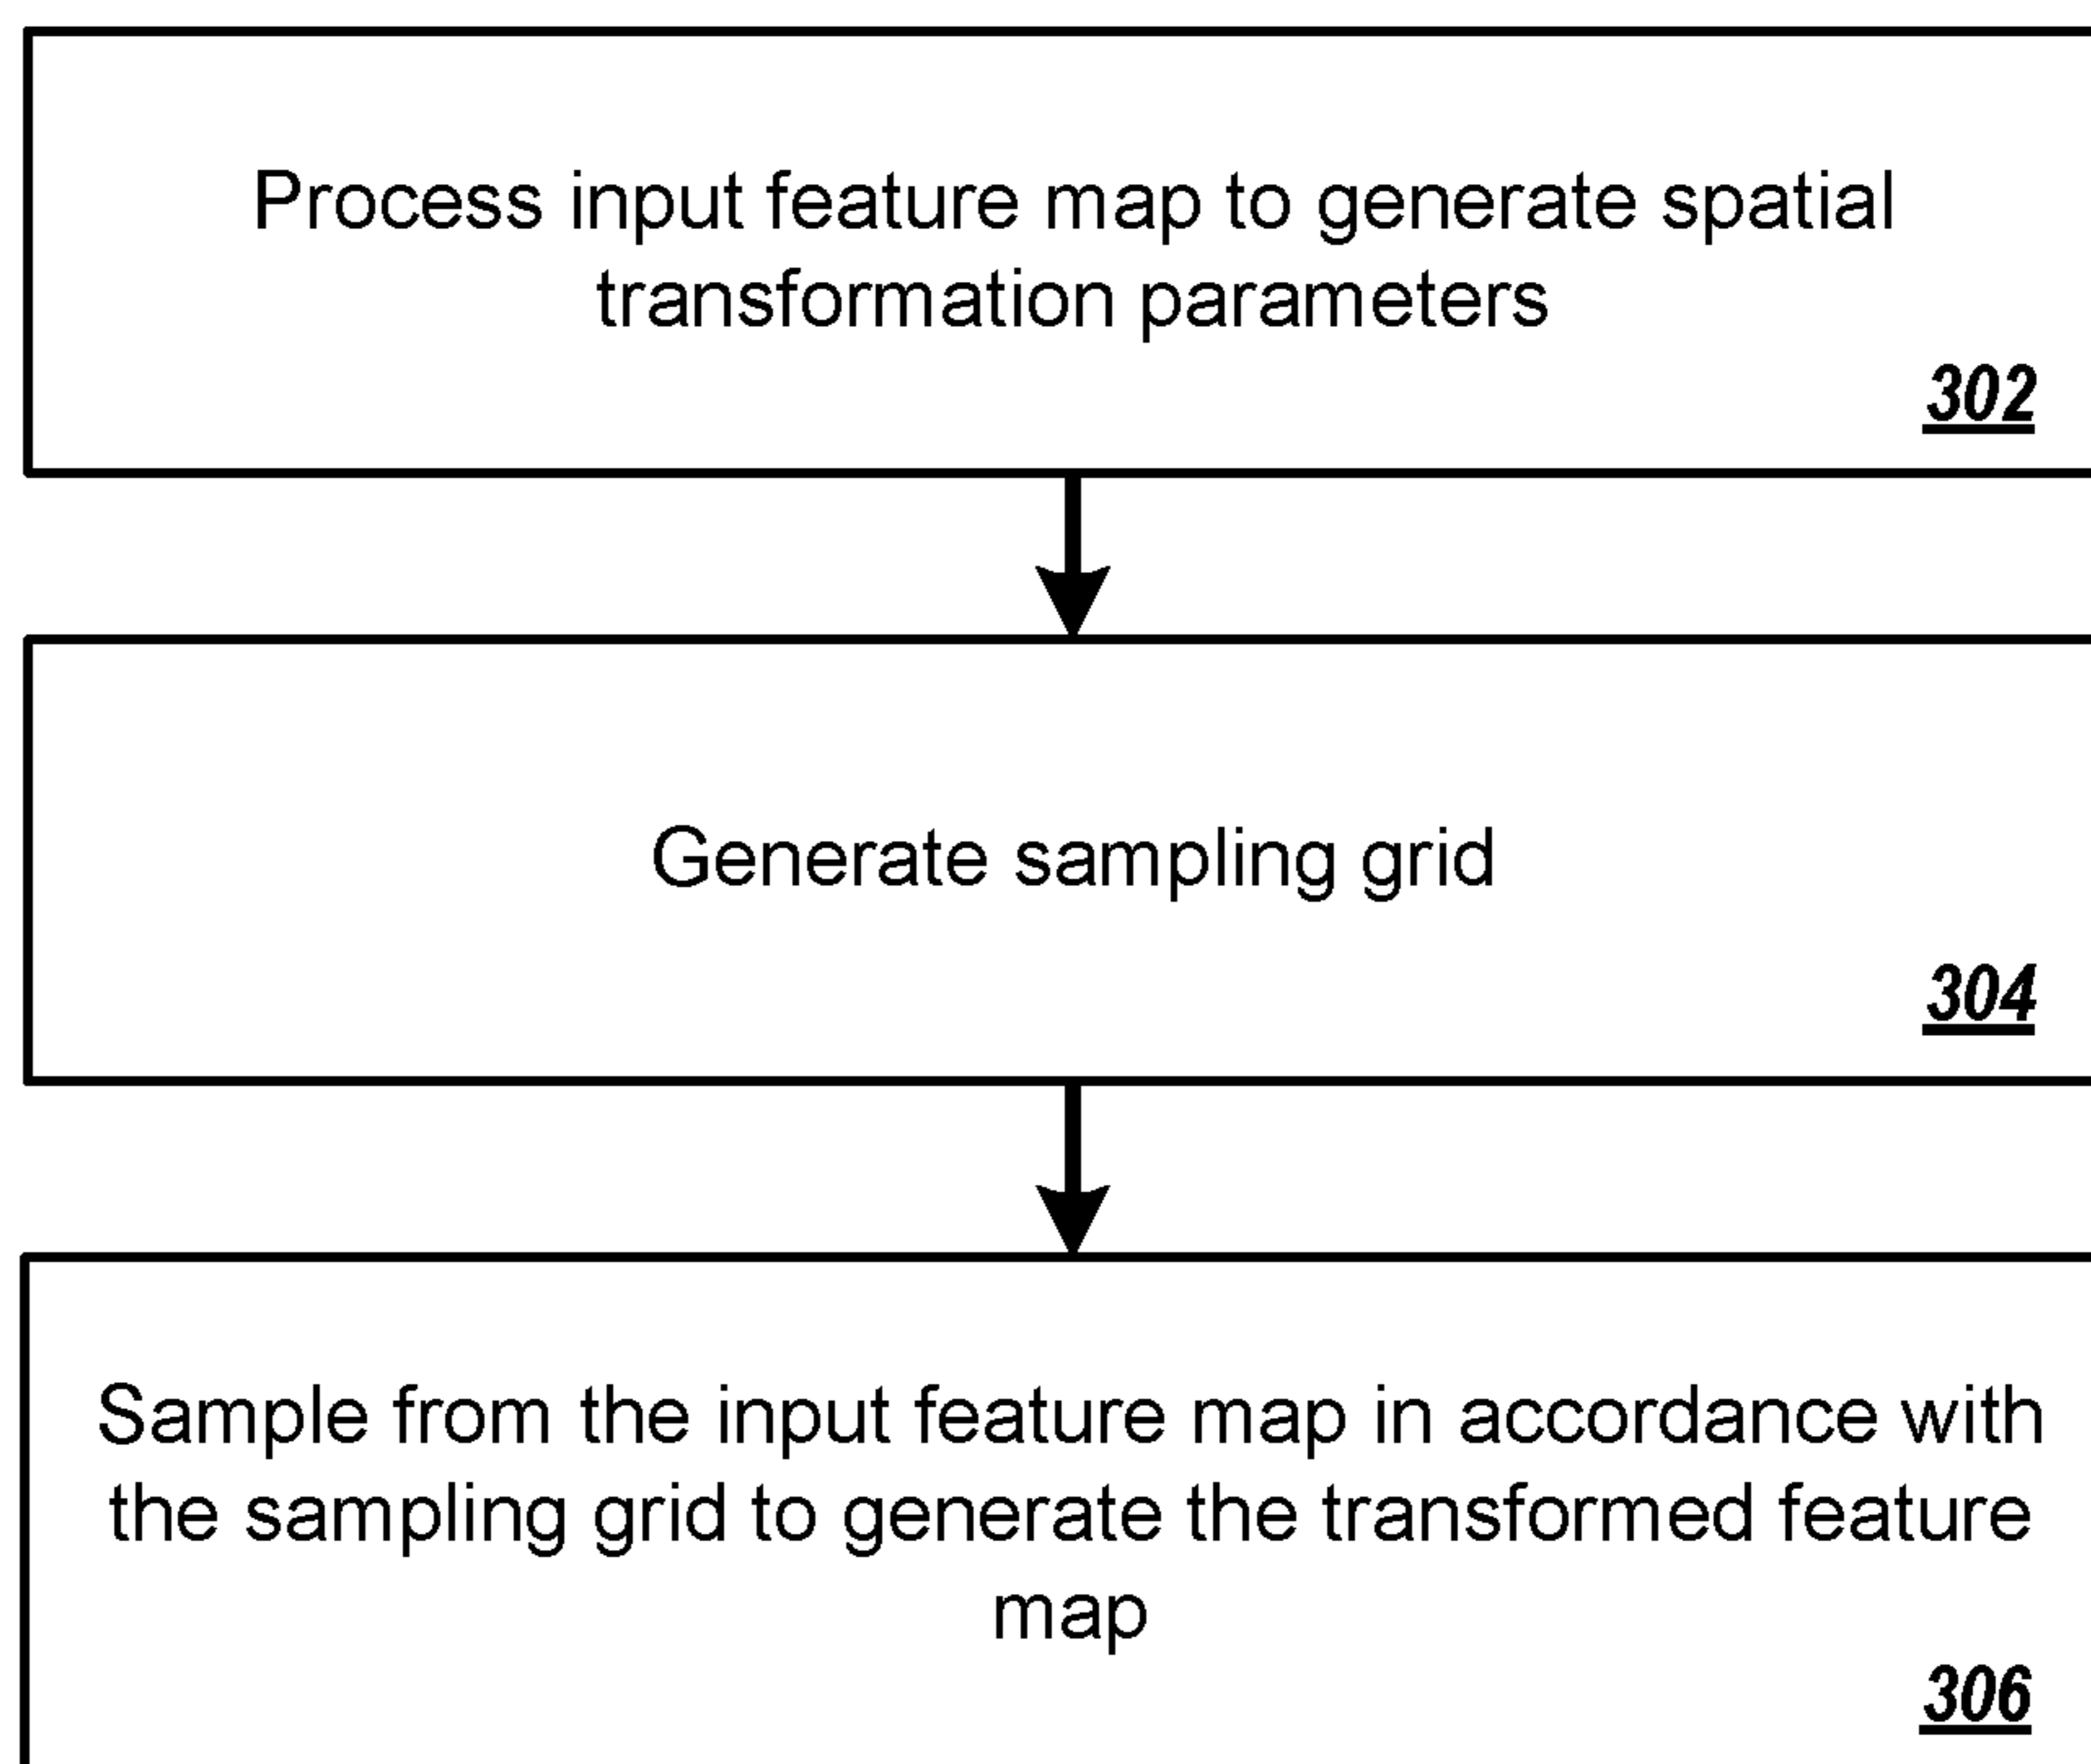 Process input feature map to generate spatial
transformation parameters
302
Generate sampling grid
304
Sample from the input feature map in accordance with
the sampling grid to generate the transformed feature
map
306